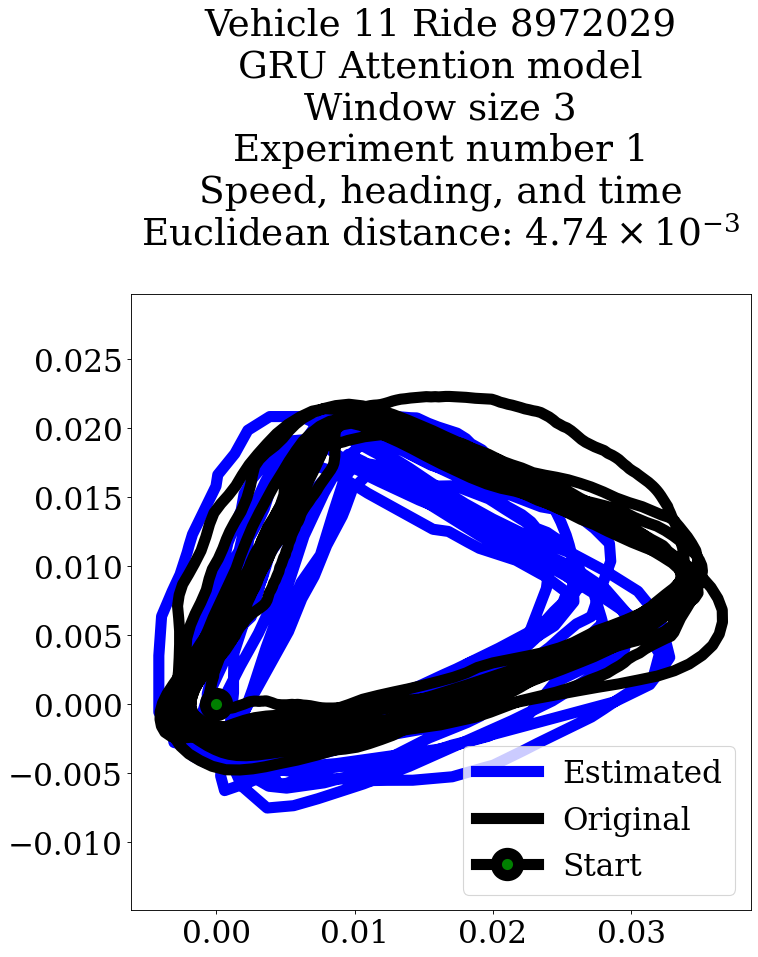 Vehicle 11 Ride 8972029
GRU Attention model
Window size 3
Experiment number 1
Speed, heading, and time
Euclidean distance: 4.74 × 10⁻³
0.025
0.020
0.015
0.010
0.005
0.000
−0.005
−0.010
Estimated
Original
Start
0.00 0.01 0.02 0.03